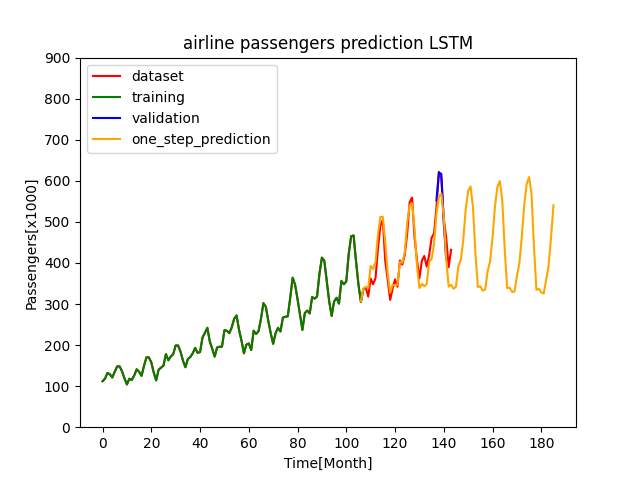 airline passengers prediction LSTM
900
800
700
600
500
400
300
200
100
0
Passengers[x1000]
dataset
training
validation
one_step_prediction
0 20 40 60 80 100 120 140 160 180
Time[Month]